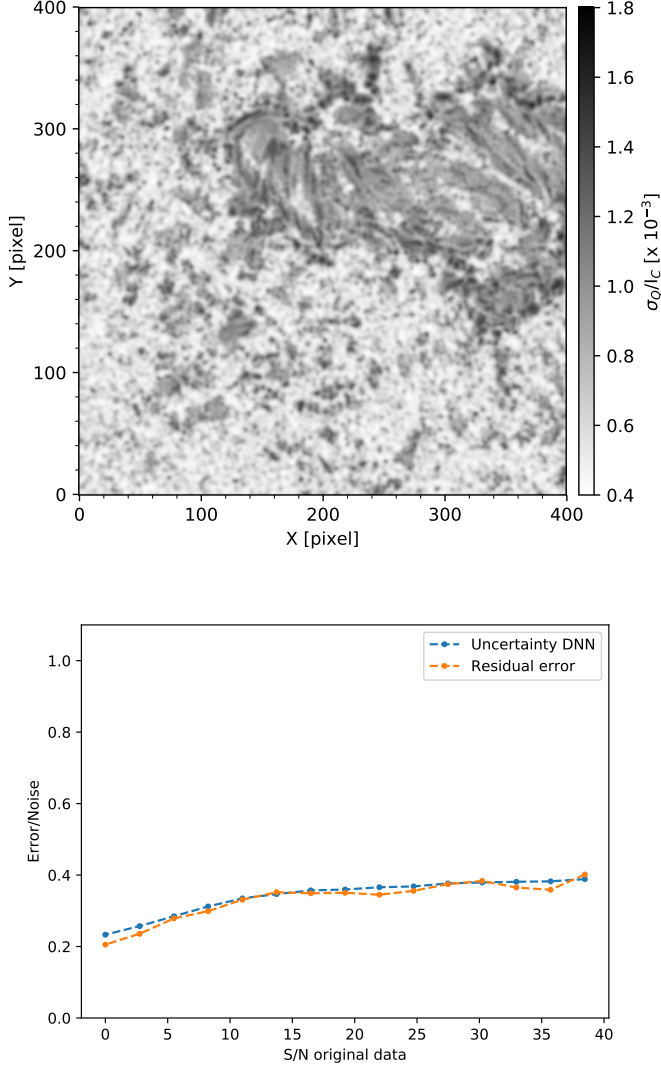 400
300
200
100
0
Y [pixel]
0 100 200 300 400
X [pixel]
1.8
1.6
1.4
1.2
1.0
0.8
0.6
0.4
σ_Q/I_C [x 10⁻³]
Uncertainty DNN
Residual error
1.0
0.8
0.6
0.4
0.2
0.0
Error/Noise
0 5 10 15 20 25 30 35 40
S/N original data